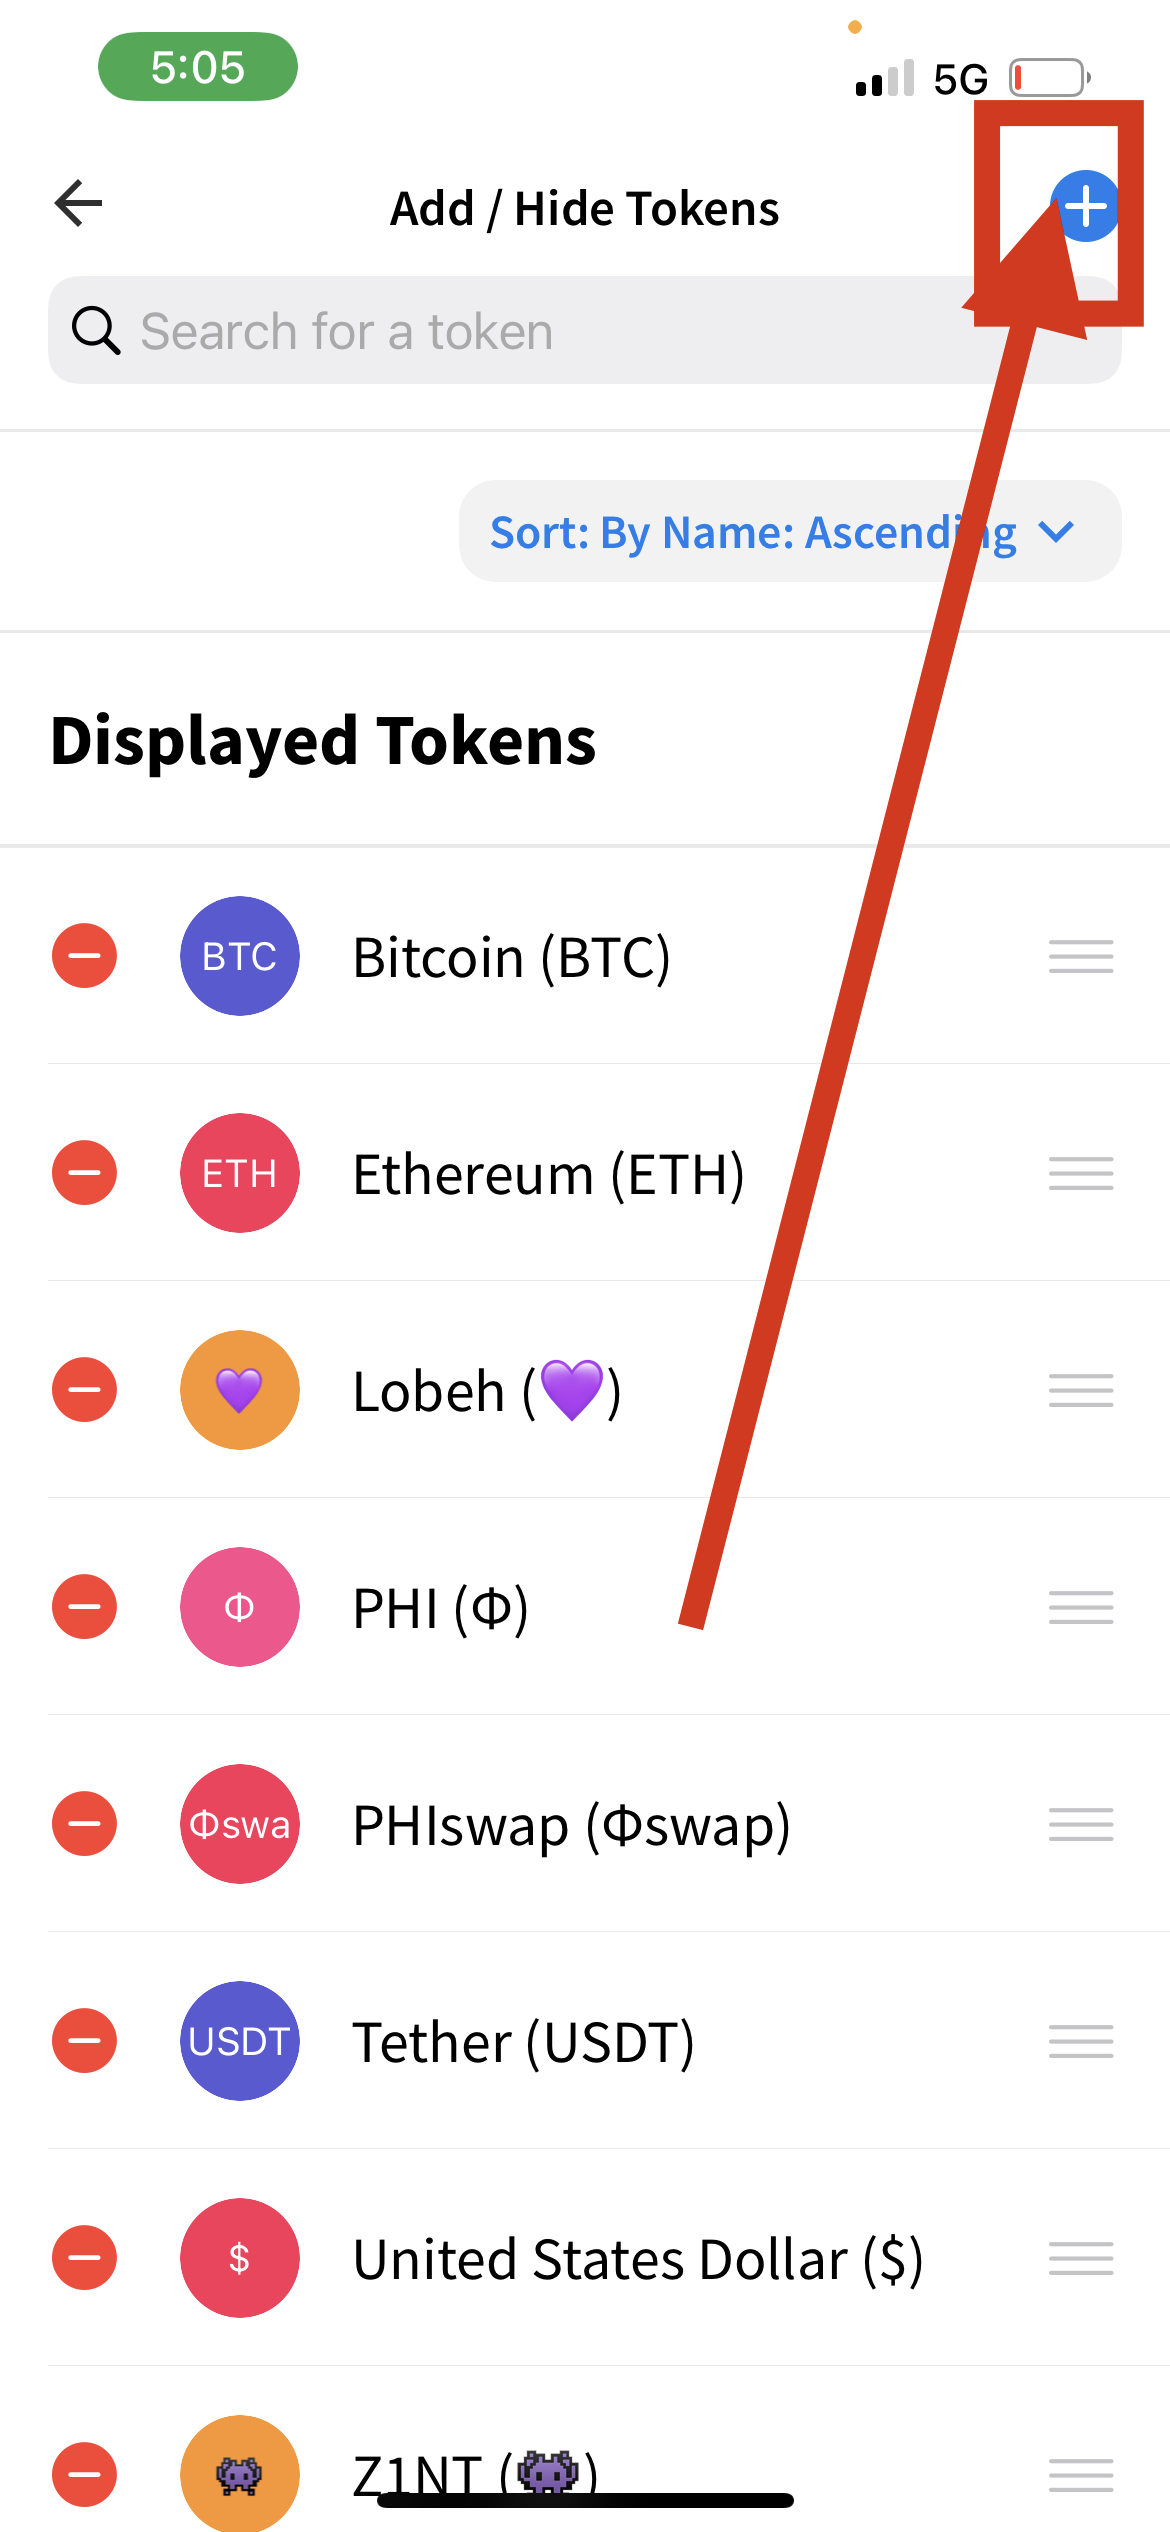 5:05
5G
Add / Hide Tokens
Search for a token
Sort: By Name: Ascending
Displayed Tokens
BTC Bitcoin (BTC)
ETH Ethereum (ETH)
💜 Lobeh (💜)
Φ PHI (Φ)
Φswa PHIswap (Φswap)
USDT Tether (USDT)
$ United States Dollar ($)
👾 Z1NT (👾)